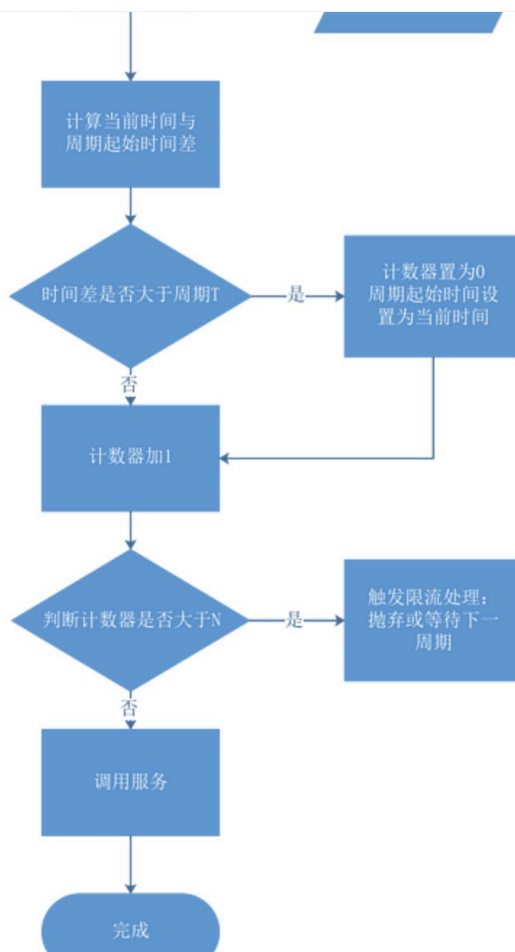 计算当前时间与
周期起始时间差
时间差是否大于周期T
是
计数器置为0
周期起始时间设
置为当前时间
否
计数器加1
判断计数器是否大于N
是
触发限流处理：
抛弃或等待下一
周期
否
调用服务
完成